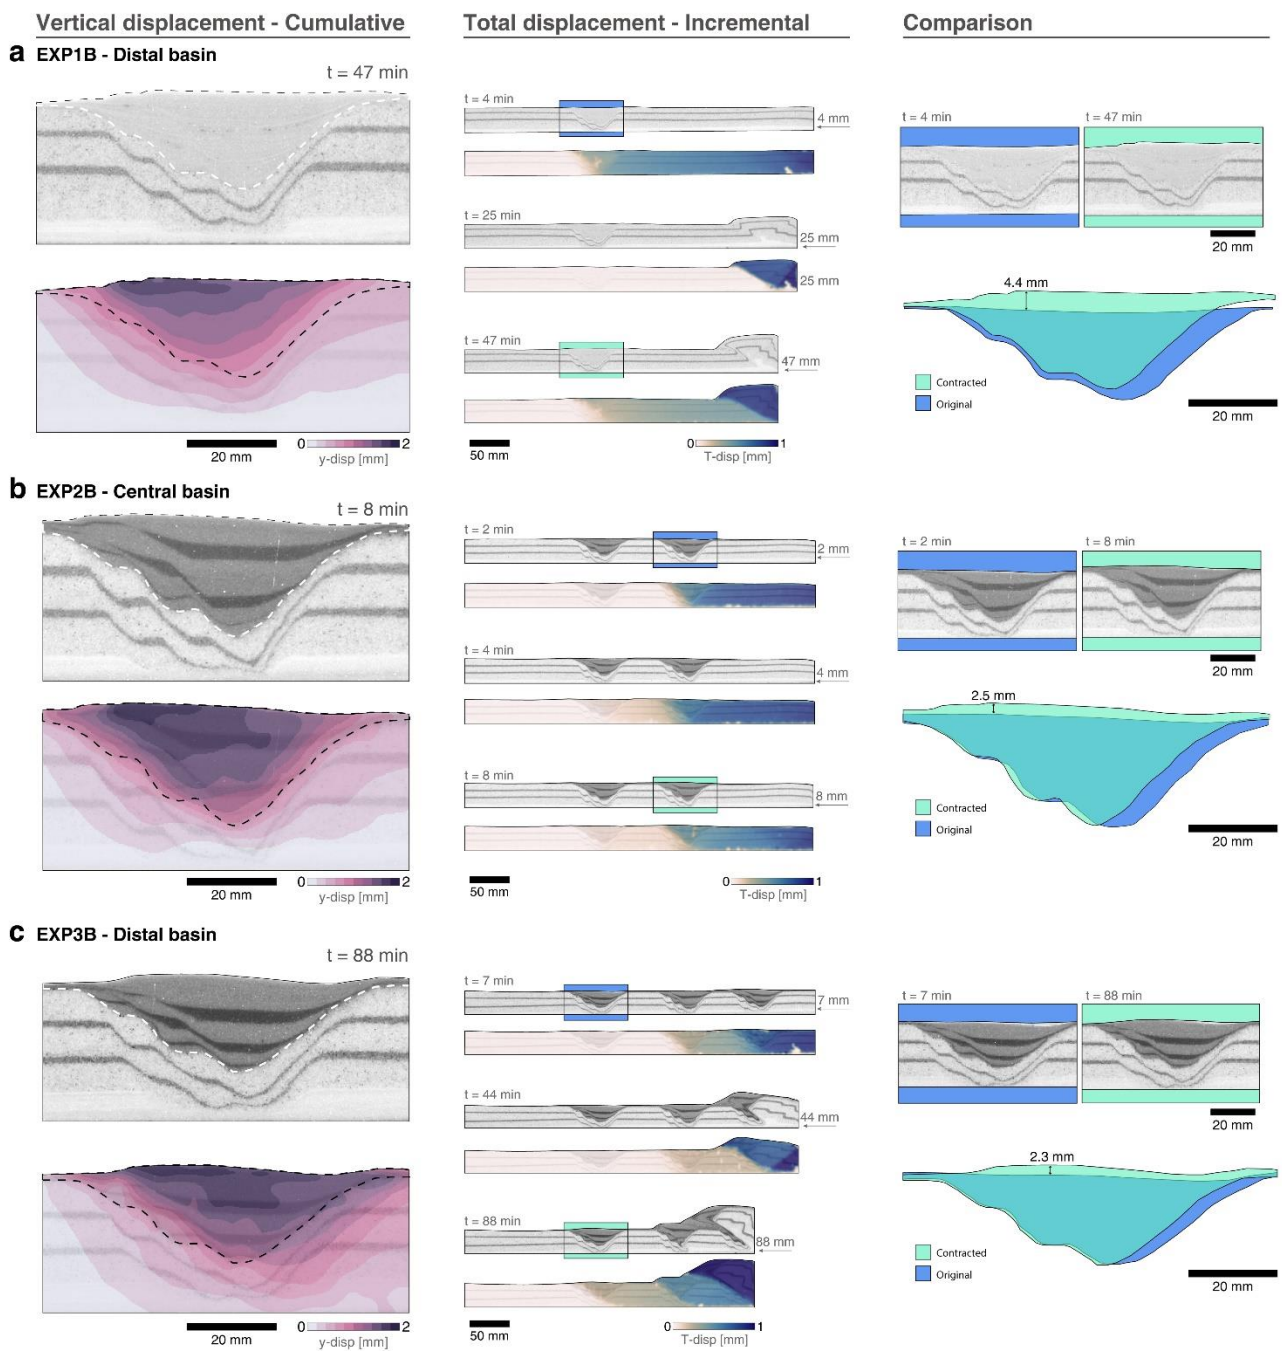 Vertical displacement - Cumulative
Total displacement - Incremental
Comparison
a EXP1B - Distal basin
t = 47 min
t = 4 min
4 mm
t = 25 min
25 mm
25 mm
t = 47 min
47 mm
20 mm
0 2
y-disp [mm]
50 mm
0 1
T-disp [mm]
t = 4 min
t = 47 min
20 mm
4.4 mm
Contracted
Original
20 mm
b EXP2B - Central basin
t = 8 min
t = 2 min
2 mm
t = 4 min
4 mm
t = 8 min
8 mm
20 mm
0 2
y-disp [mm]
50 mm
0 1
T-disp [mm]
t = 2 min
t = 8 min
20 mm
2.5 mm
Contracted
Original
20 mm
c EXP3B - Distal basin
t = 88 min
t = 7 min
7 mm
t = 44 min
44 mm
t = 88 min
88 mm
20 mm
0 2
y-disp [mm]
50 mm
0 1
T-disp [mm]
t = 7 min
t = 88 min
20 mm
2.3 mm
Contracted
Original
20 mm